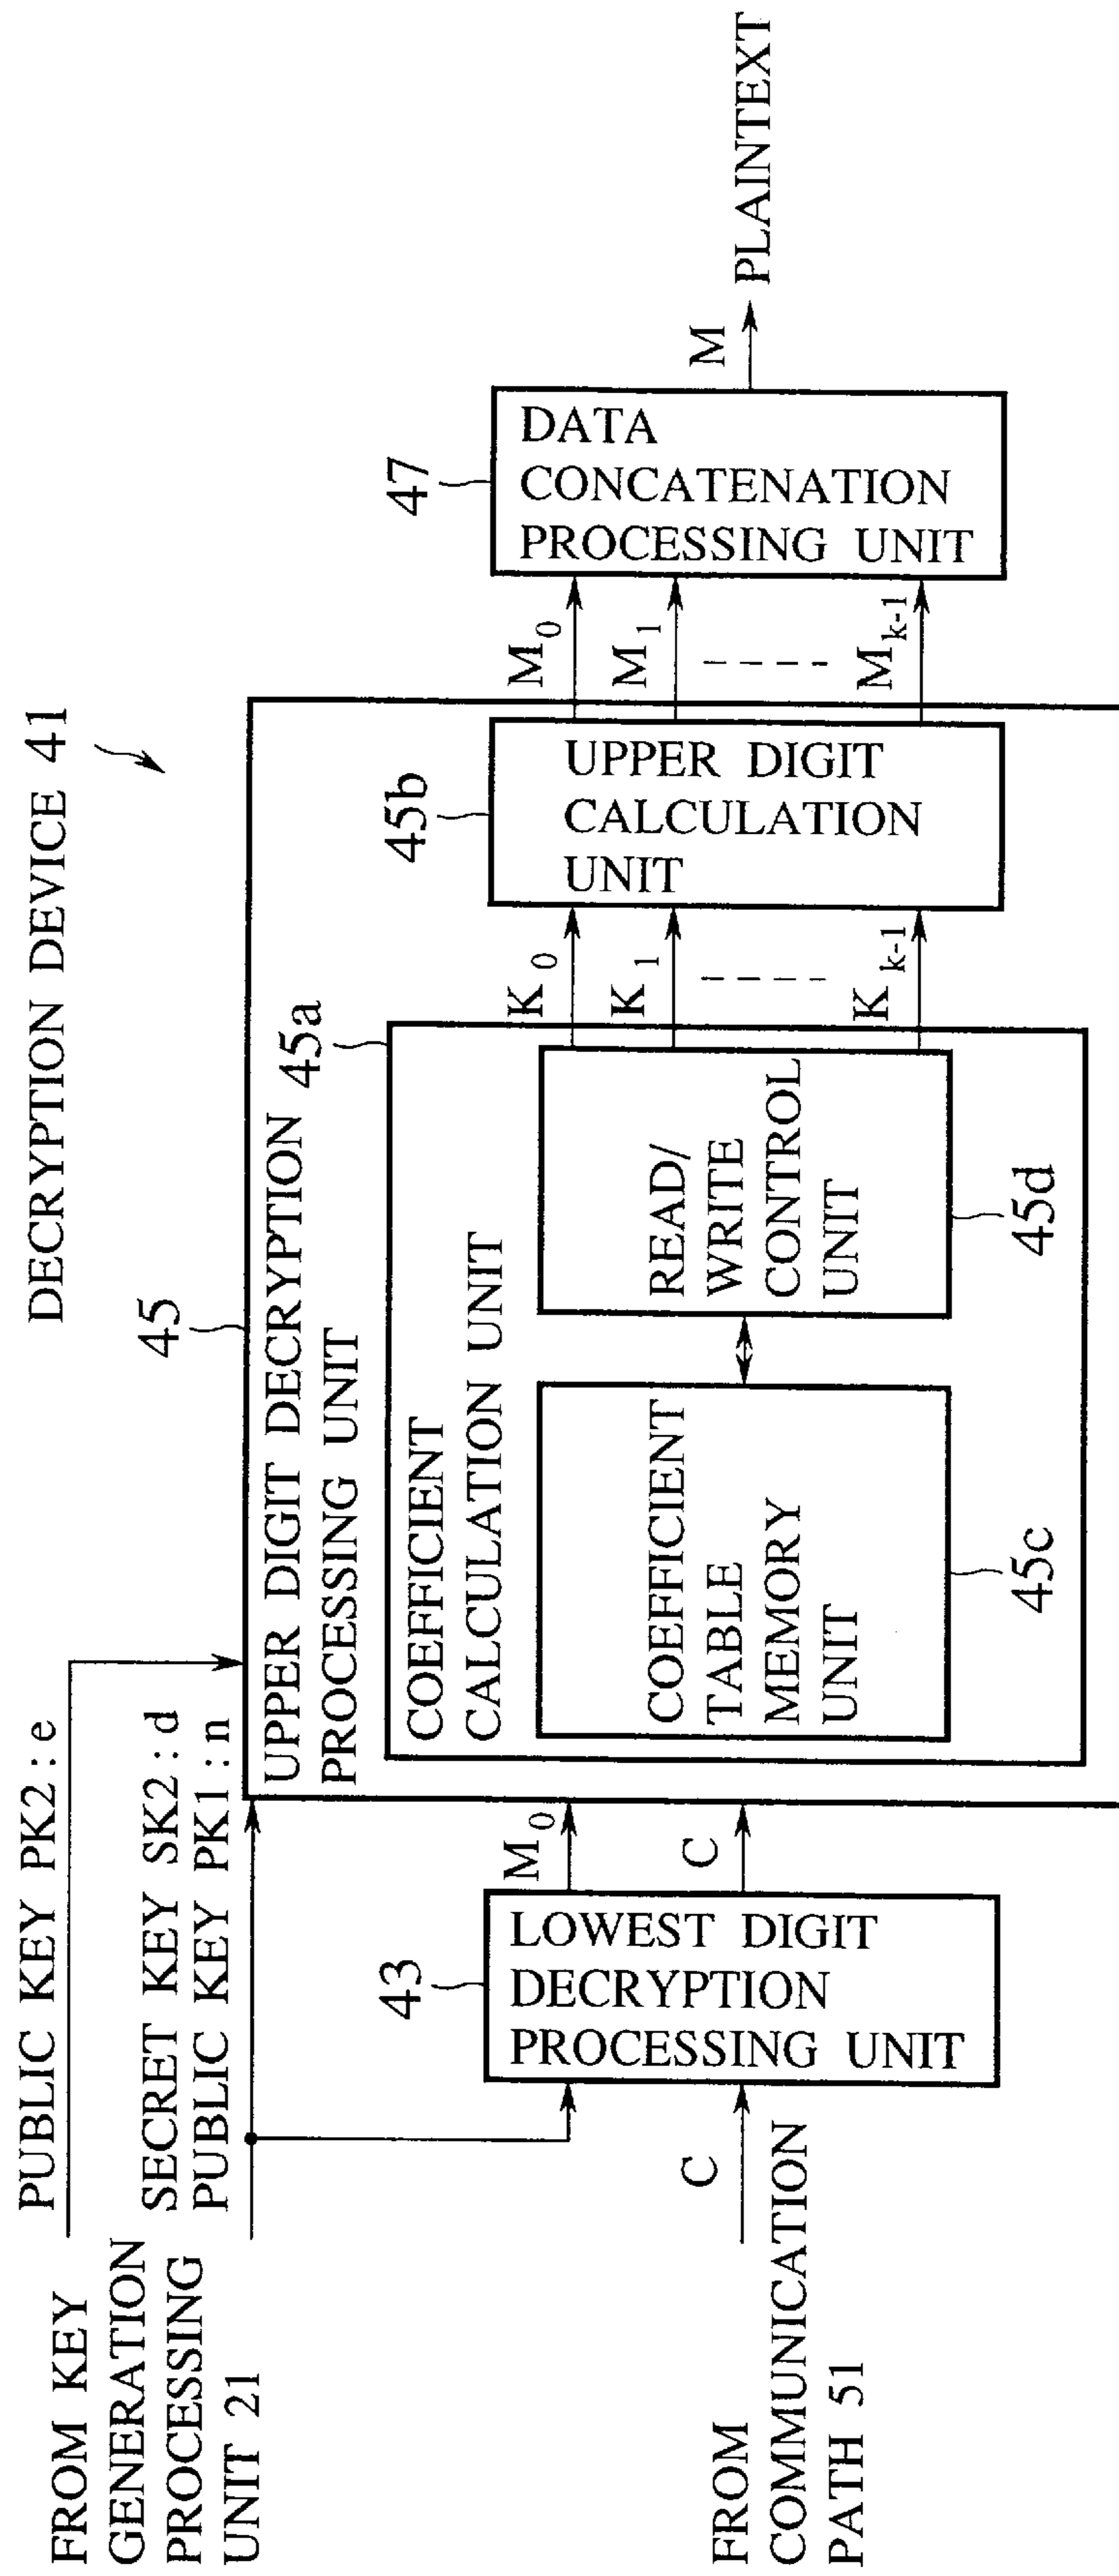 DECRYPTION DEVICE 41
FROM KEY
GENERATION
PROCESSING
UNIT 21
PUBLIC KEY PK2 : e
SECRET KEY SK2 : d
PUBLIC KEY PK1 : n
FROM
COMMUNICATION
PATH 51
C
43
LOWEST DIGIT
DECRYPTION
PROCESSING UNIT
M0
C
45
UPPER DIGIT DECRYPTION
PROCESSING UNIT
45a
COEFFICIENT
CALCULATION UNIT
COEFFICIENT
TABLE
MEMORY
UNIT
45c
READ/
WRITE
CONTROL
UNIT
45d
K0
K1
Kk-1
45b
UPPER DIGIT
CALCULATION
UNIT
M0
M1
Mk-1
47
DATA
CONCATENATION
PROCESSING UNIT
M
PLAINTEXT